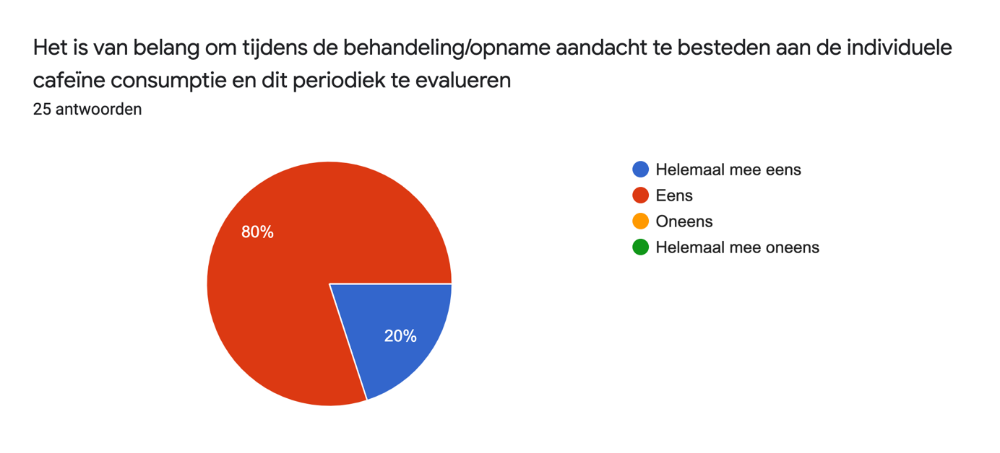 Het is van belang om tijdens de behandeling/opname aandacht te besteden aan de individuele
cafeïne consumptie en dit periodiek te evalueren
25 antwoorden
80%
20%
Helemaal mee eens
Eens
Oneens
Helemaal mee oneens